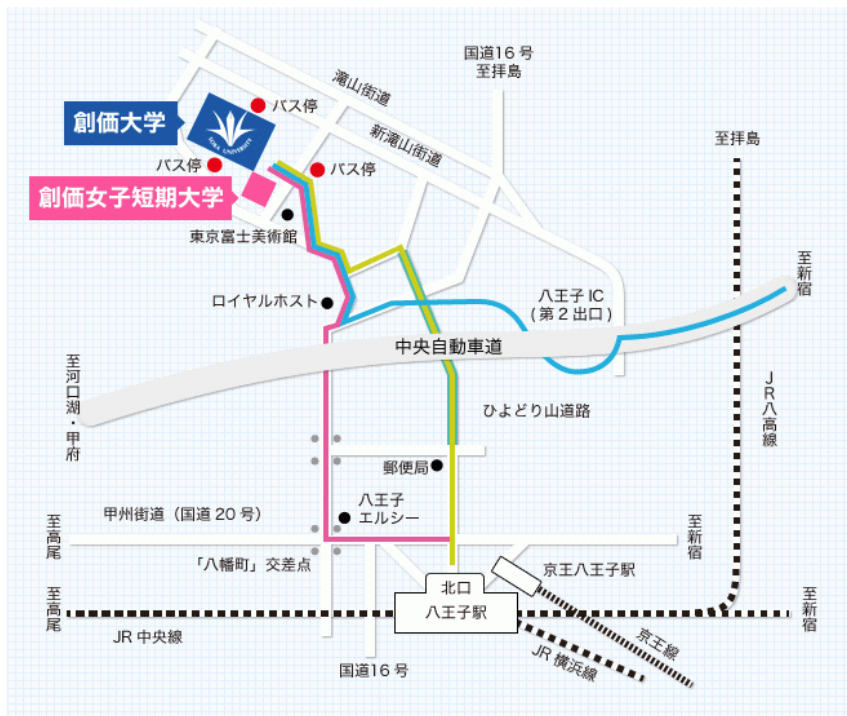 国道16号
至拝島
滝山街道
バス停
創価大学
SOKA UNIVERSITY
新滝山街道
至拝島
バス停
バス停
創価女子短期大学
東京富士美術館
至新宿
八王子IC
(第2出口)
ロイヤルホスト
中央自動車道
至河口湖・甲府
JR八高線
ひよどり山道路
郵便局
八王子
エルシー
甲州街道（国道20号）
至高尾
至新宿
「八幡町」交差点
京王八王子駅
北口
至高尾
八王子駅
至新宿
JR中央線
京王線
JR横浜線
国道16号